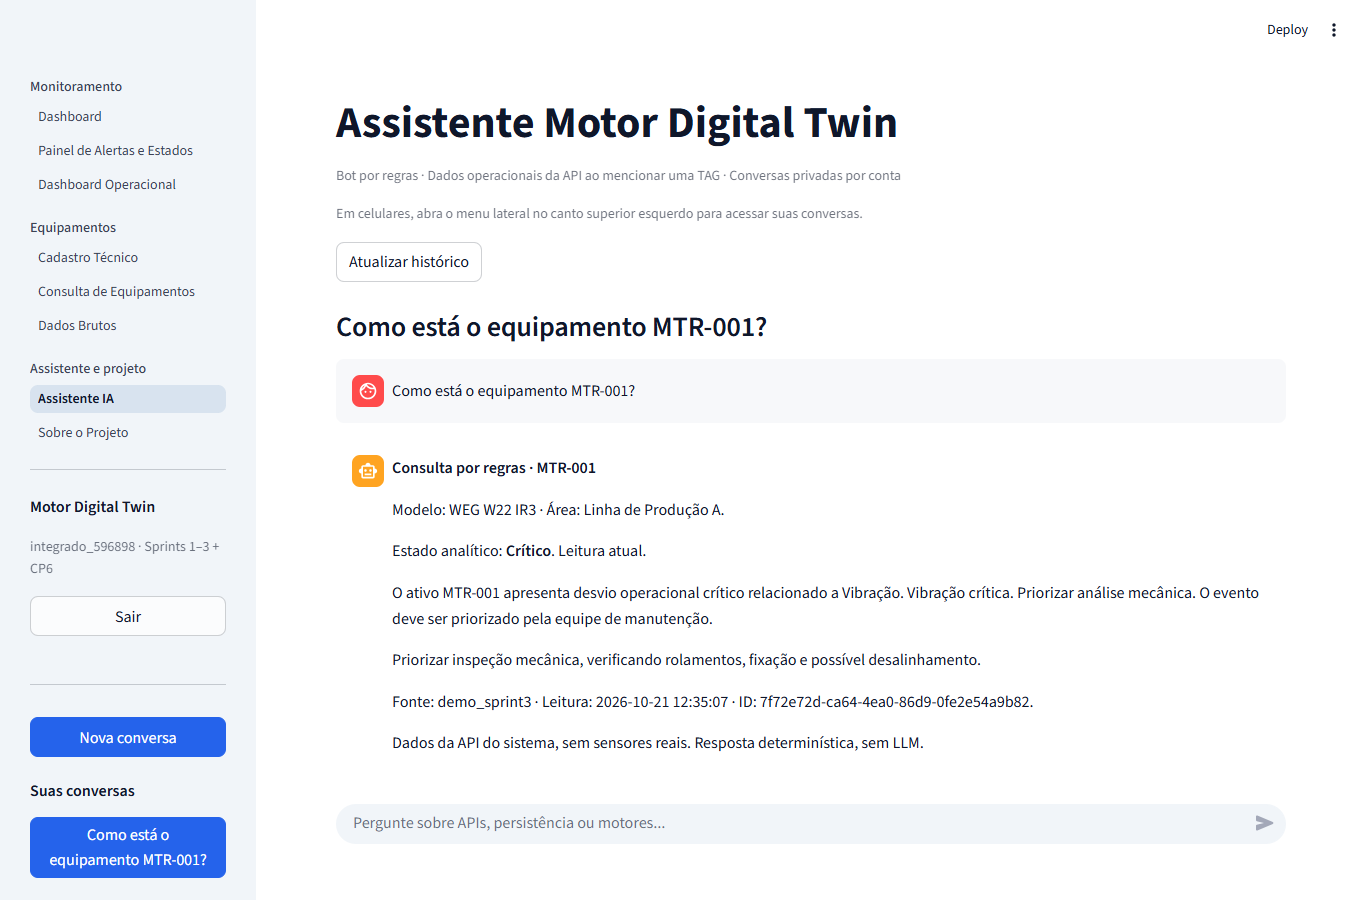 Deploy
Monitoramento
Dashboard
Painel de Alertas e Estados
Dashboard Operacional
Equipamentos
Cadastro Técnico
Consulta de Equipamentos
Dados Brutos
Assistente e projeto
Assistente IA
Sobre o Projeto
Motor Digital Twin
integrado_596898 · Sprints 1–3 +
CP6
Sair
Nova conversa
Suas conversas
Como está o
equipamento MTR-001?
Assistente Motor Digital Twin
Bot por regras · Dados operacionais da API ao mencionar uma TAG · Conversas privadas por conta
Em celulares, abra o menu lateral no canto superior esquerdo para acessar suas conversas.
Atualizar histórico
Como está o equipamento MTR-001?
Como está o equipamento MTR-001?
Consulta por regras · MTR-001
Modelo: WEG W22 IR3 · Área: Linha de Produção A.
Estado analítico: Crítico. Leitura atual.
O ativo MTR-001 apresenta desvio operacional crítico relacionado a Vibração. Vibração crítica. Priorizar análise mecânica. O evento
deve ser priorizado pela equipe de manutenção.
Priorizar inspeção mecânica, verificando rolamentos, fixação e possível desalinhamento.
Fonte: demo_sprint3 · Leitura: 2026-10-21 12:35:07 · ID: 7f72e72d-ca64-4ea0-86d9-0fe2e54a9b82.
Dados da API do sistema, sem sensores reais. Resposta determinística, sem LLM.
Pergunte sobre APIs, persistência ou motores...